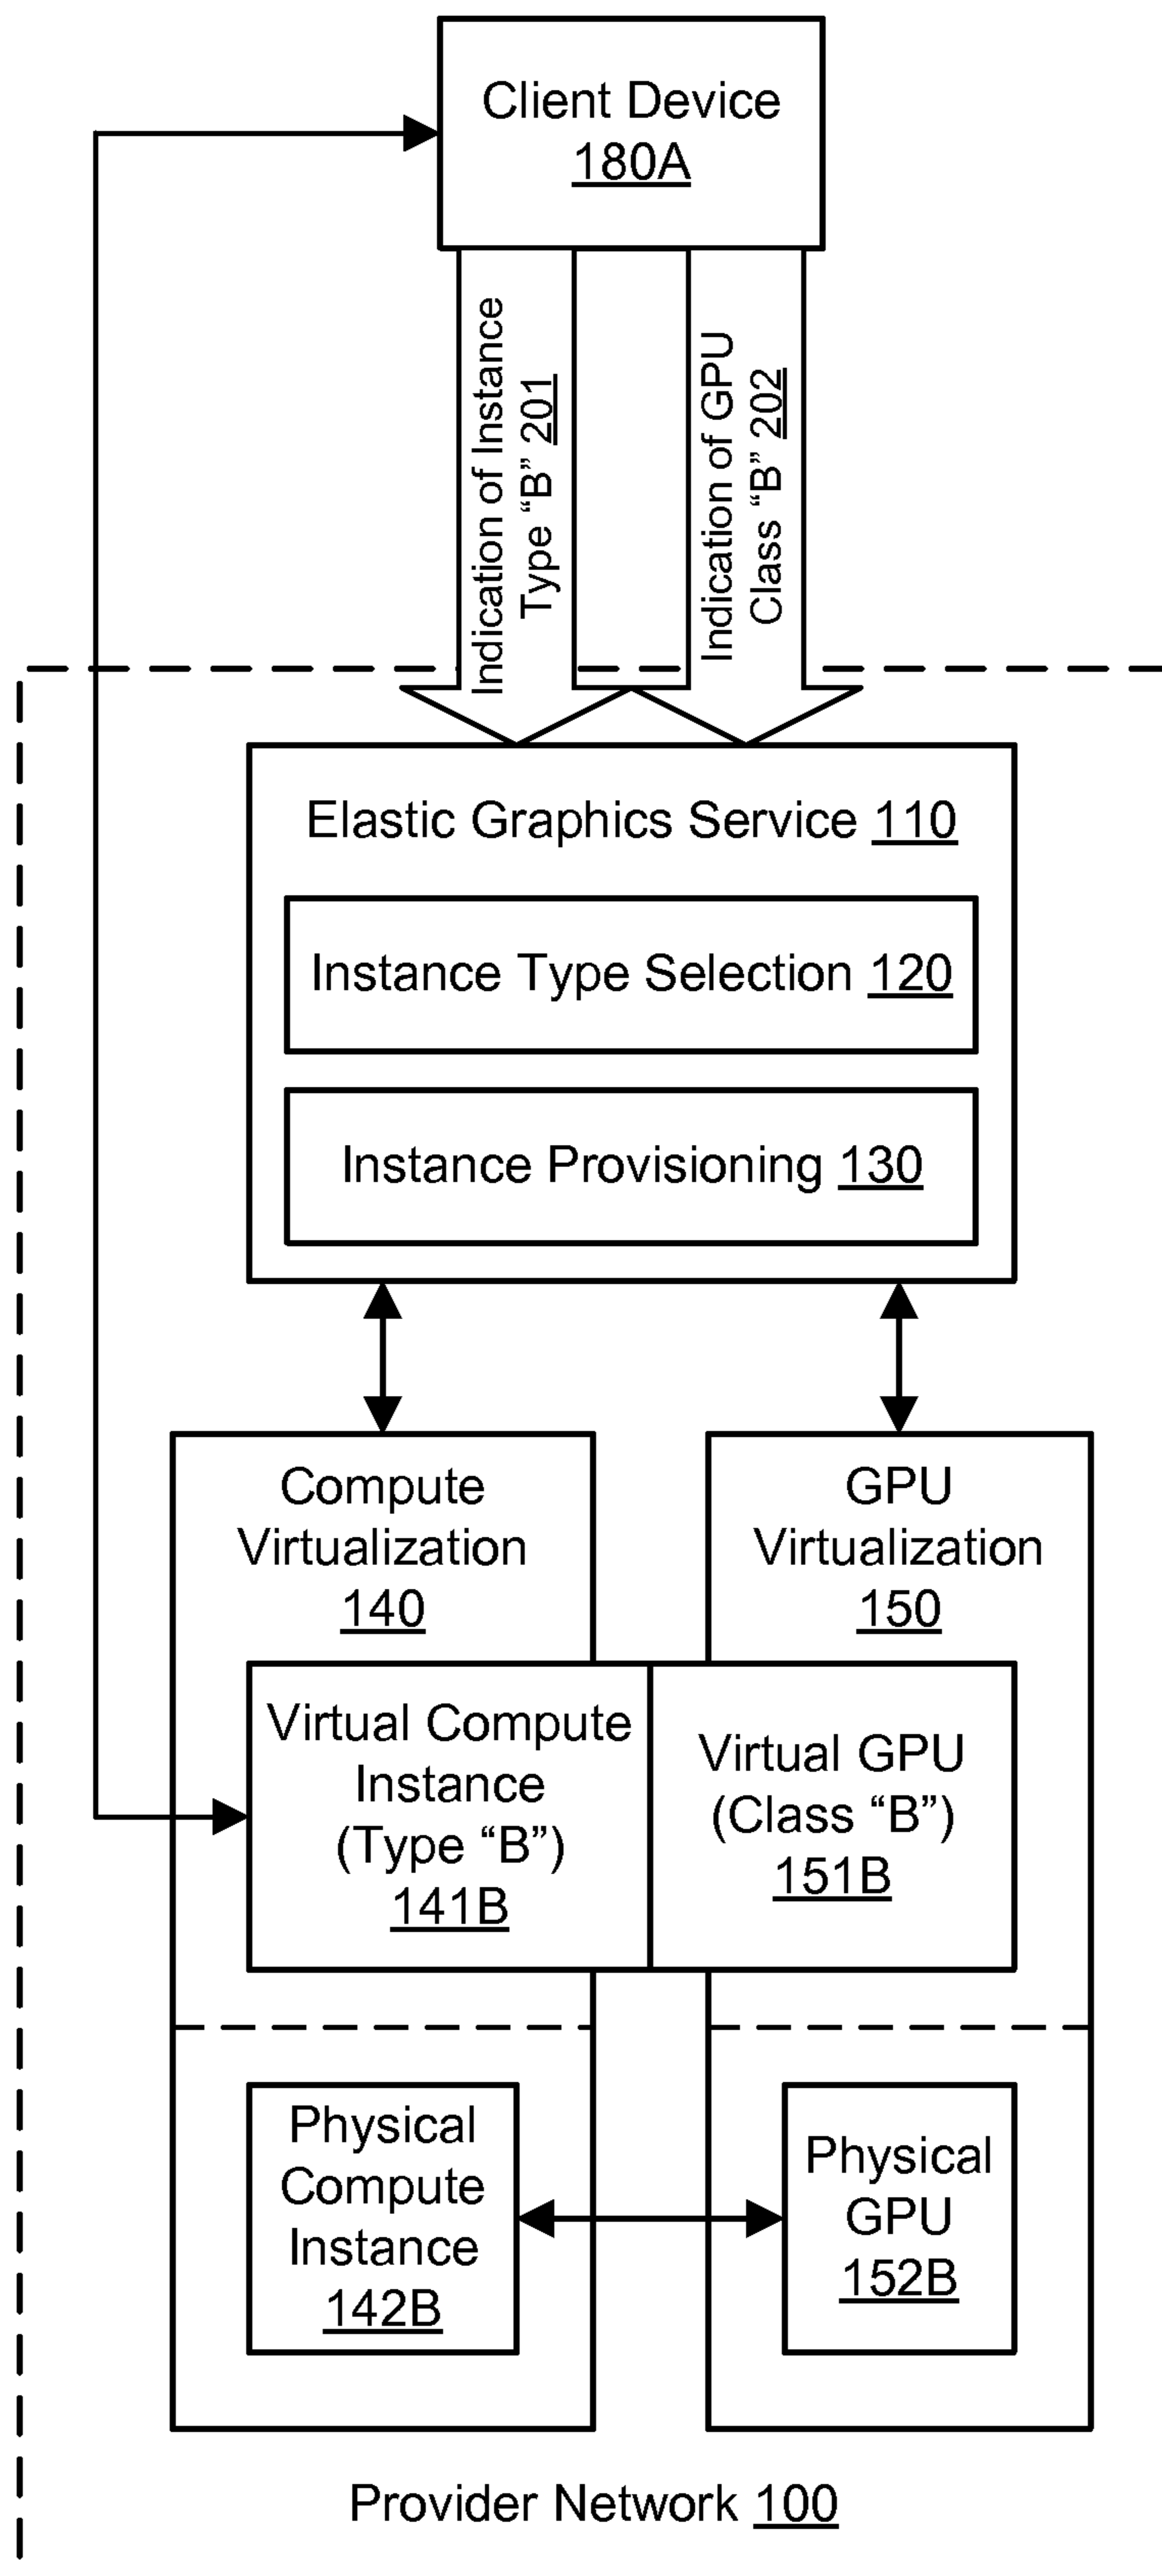 Client Device
180A
Indication of Instance
Type “B” 201
Indication of GPU
Class “B” 202
Elastic Graphics Service 110
Instance Type Selection 120
Instance Provisioning 130
Compute
Virtualization
140
GPU
Virtualization
150
Virtual Compute
Instance
(Type “B”)
141B
Virtual GPU
(Class “B”)
151B
Physical
Compute
Instance
142B
Physical
GPU
152B
Provider Network 100